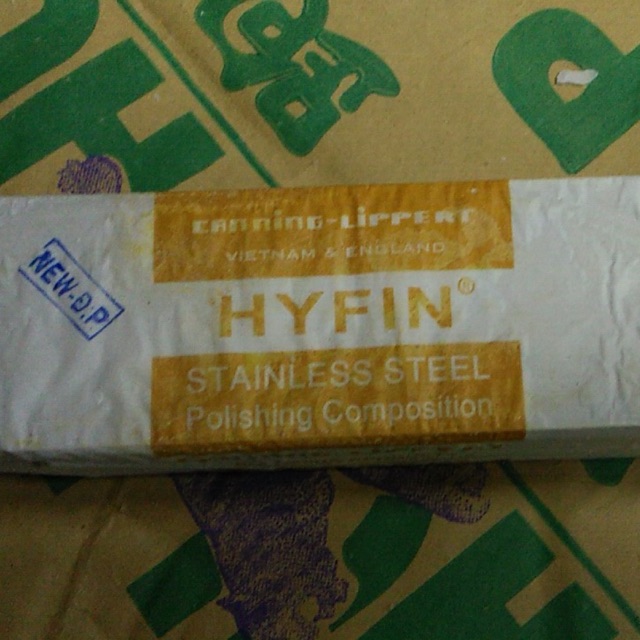 CANNING-LIPPERT
VIETNAM & ENGLAND
HYFIN®
STAINLESS STEEL
Polishing Composition
NEW-D.P